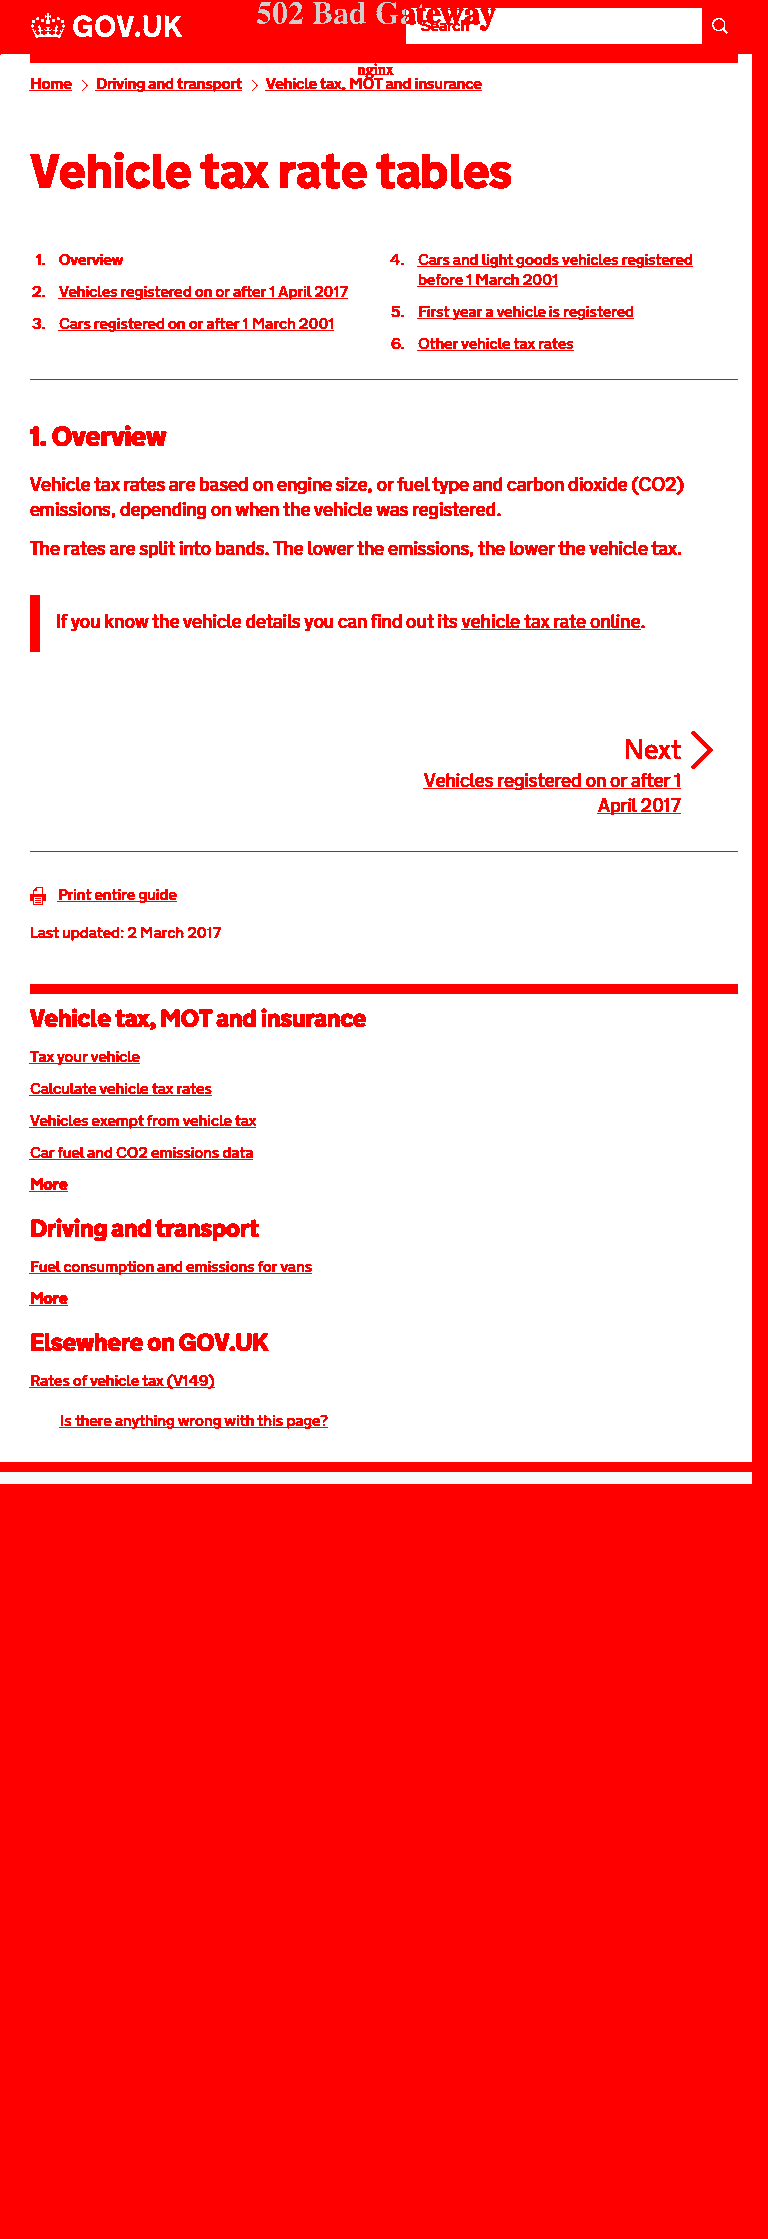 502 Bad Gateway
GOV.UK
Search
nginx
Home
Driving and transport
Vehicle tax, MOT and insurance
Vehicle tax rate tables
1. Overview
2. Vehicles registered on or after 1 April 2017
3. Cars registered on or after 1 March 2001
4. Cars and light goods vehicles registered
before 1 March 2001
5. First year a vehicle is registered
6. Other vehicle tax rates
1. Overview
Vehicle tax rates are based on engine size, or fuel type and carbon dioxide (CO2)
emissions, depending on when the vehicle was registered.
The rates are split into bands. The lower the emissions, the lower the vehicle tax.
If you know the vehicle details you can find out its vehicle tax rate online.
Next
Vehicles registered on or after 1
April 2017
Print entire guide
Last updated: 2 March 2017
Vehicle tax, MOT and insurance
Tax your vehicle
Calculate vehicle tax rates
Vehicles exempt from vehicle tax
Car fuel and CO2 emissions data
More
Driving and transport
Fuel consumption and emissions for vans
More
Elsewhere on GOV.UK
Rates of vehicle tax (V149)
Is there anything wrong with this page?